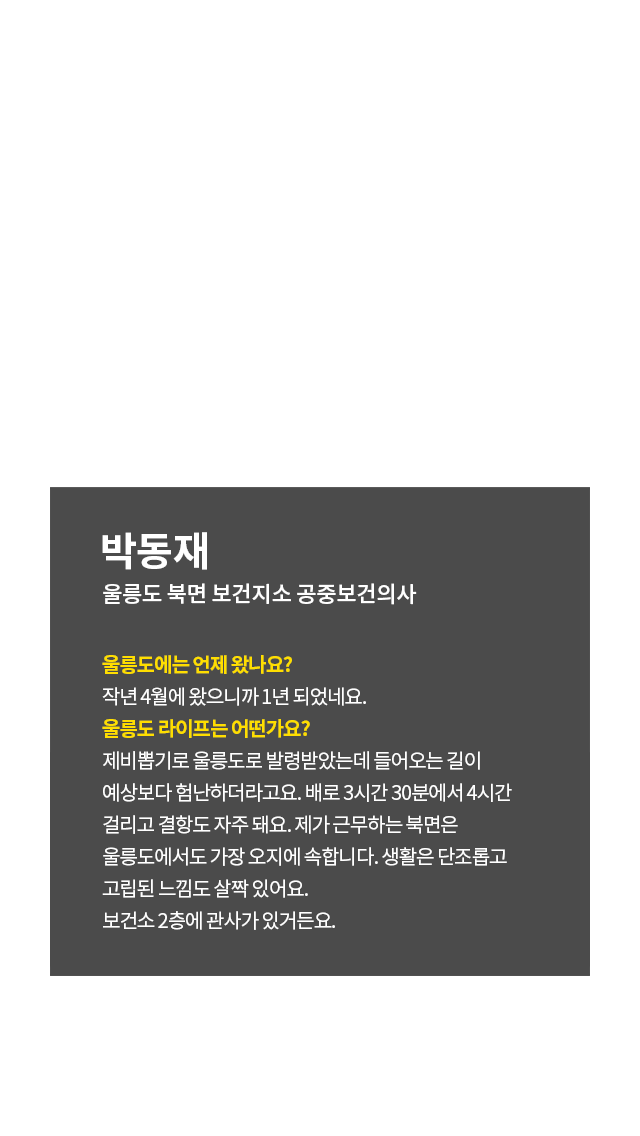 박동재
울릉도 북면 보건지소 공중보건의사
울릉도에는 언제 왔나요?
작년 4월에 왔으니까 1년 되었네요.
울릉도 라이프는 어떤가요?
제비뽑기로 울릉도로 발령받았는데 들어오는 길이
예상보다 험난하더라고요. 배로 3시간 30분에서 4시간
걸리고 결항도 자주 돼요. 제가 근무하는 북면은
울릉도에서도 가장 오지에 속합니다. 생활은 단조롭고
고립된 느낌도 살짝 있어요.
보건소 2층에 관사가 있거든요.